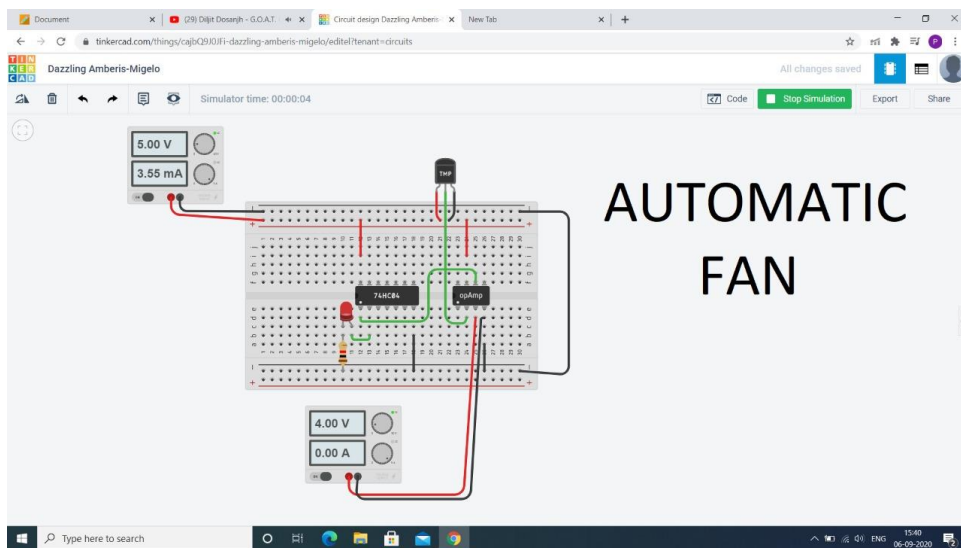 Document
(29) Diljit Dosanjh - G.O.A.T.
Circuit design Dazzling Amberis
New Tab
tinkercad.com/things/cajbQ9J0JFi-dazzling-amberis-migelo/editel?tenant=circuits
TIN
KER
CAD
Dazzling Amberis-Migelo
All changes saved
Simulator time: 00:00:04
Code
Stop Simulation
Export
Share
5.00 V
3.55 mA
TMP
AUTOMATIC
FAN
74HC04
opAmp
4.00 V
0.00 A
Type here to search
ENG
15:40
06-09-2020